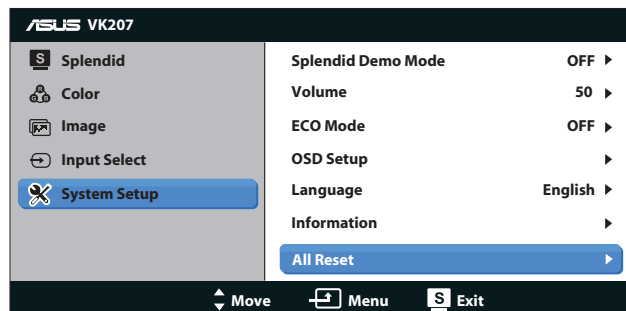 ASUS VK207
S Splendid
Color
Image
Input Select
System Setup
Splendid Demo Mode OFF
Volume 50
ECO Mode OFF
OSD Setup
Language English
Information
All Reset
Move Menu S Exit